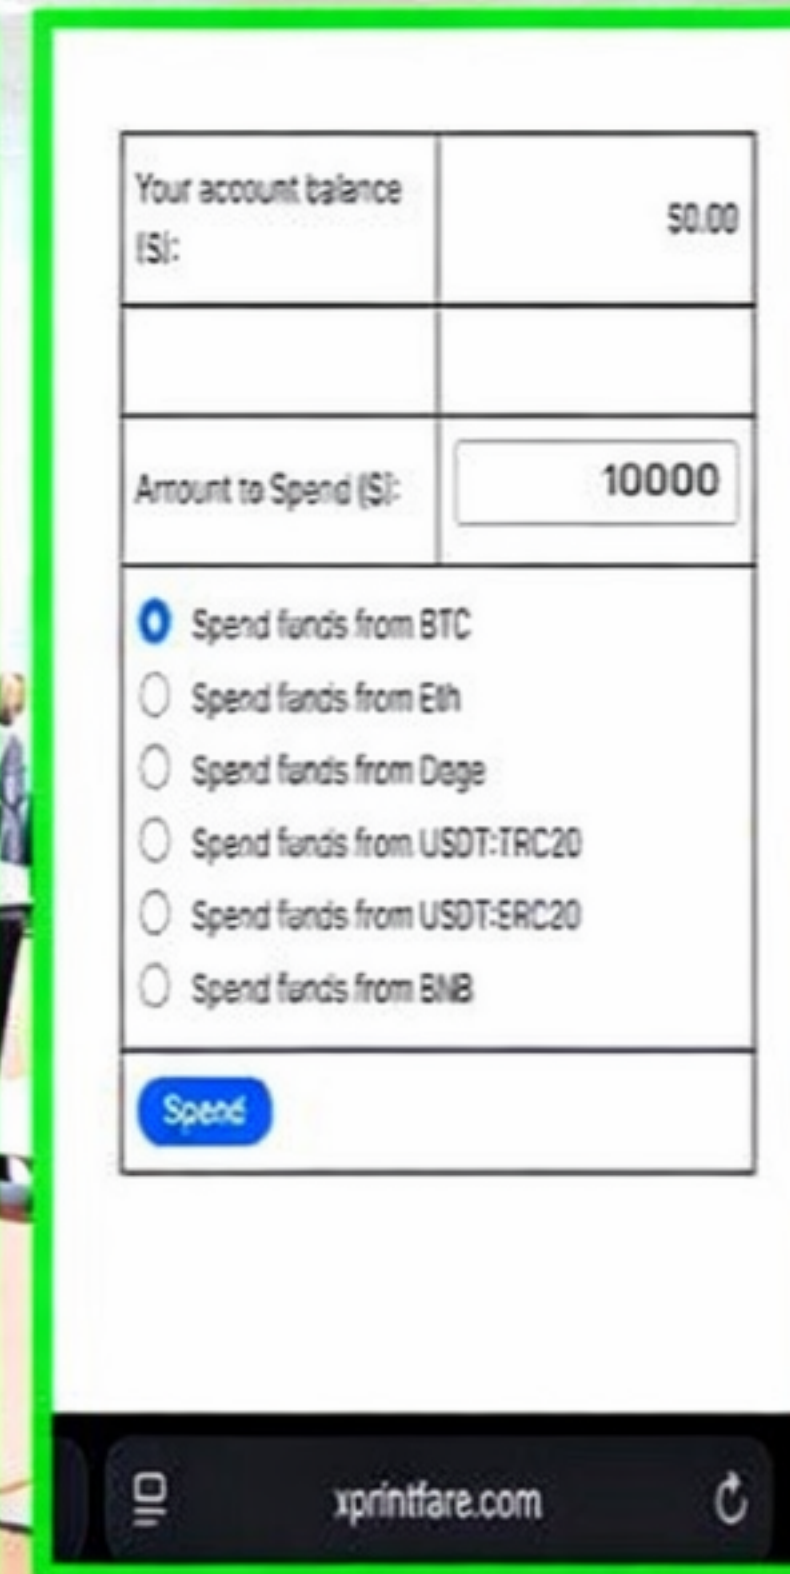 Your account balance
($):
$0.00
Amount to Spend ($):
10000
Spend funds from BTC
Spend funds from Eth
Spend funds from Doge
Spend funds from USDT:TRC20
Spend funds from USDT:ERC20
Spend funds from BNB
Spend
xprintfare.com